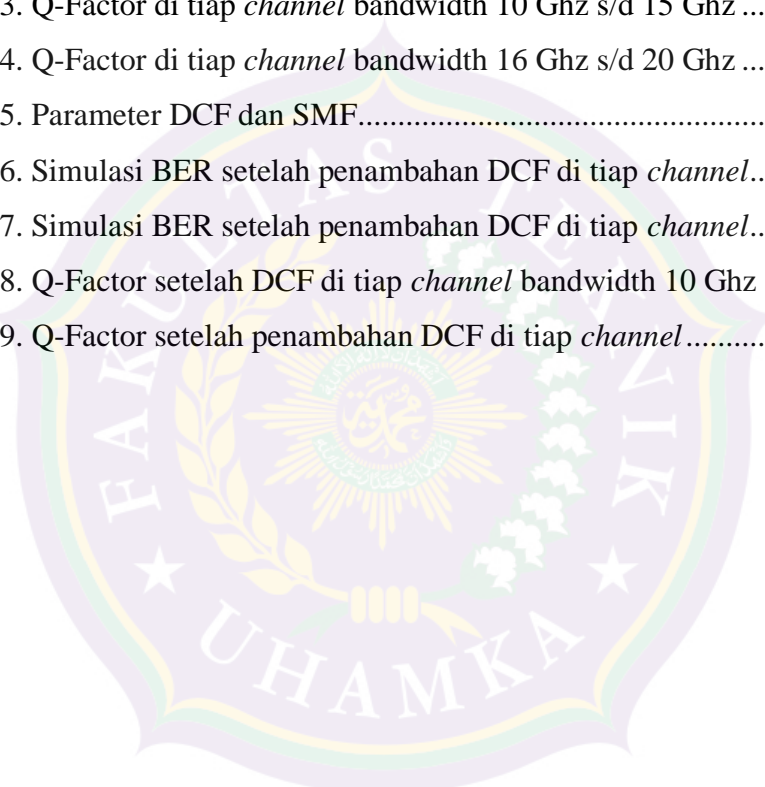 3. Q-Factor di tiap channel bandwidth 10 Ghz s/d 15 Ghz ...
4. Q-Factor di tiap channel bandwidth 16 Ghz s/d 20 Ghz ...
5. Parameter DCF dan SMF...................................................
6. Simulasi BER setelah penambahan DCF di tiap channel..
7. Simulasi BER setelah penambahan DCF di tiap channel..
8. Q-Factor setelah DCF di tiap channel bandwidth 10 Ghz
9. Q-Factor setelah penambahan DCF di tiap channel..........
FAKULTAS TEKNIK
UHAMKA